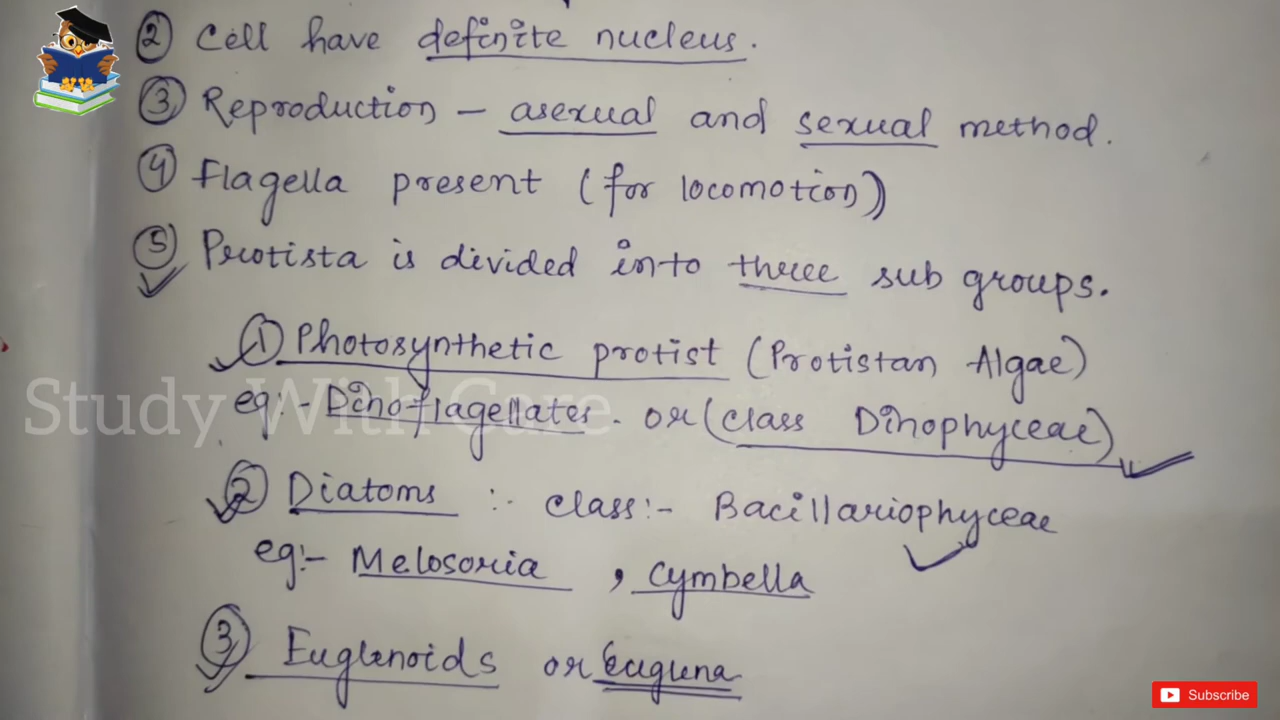 ② Cell have definite nucleus.
③ Reproduction - asexual and sexual method.
④ Flagella present (for locomotion)
⑤ Protista is divided into three sub groups.
① Photosynthetic protist (Protistan Algae)
eg:- Dinoflagellates. or (class Dinophyceae)
② Diatoms :- class:- Bacillariophyceae
eg:- Melosoria, Cymbella
③ Euglenoids or Eugluna
Study With Care
Subscribe